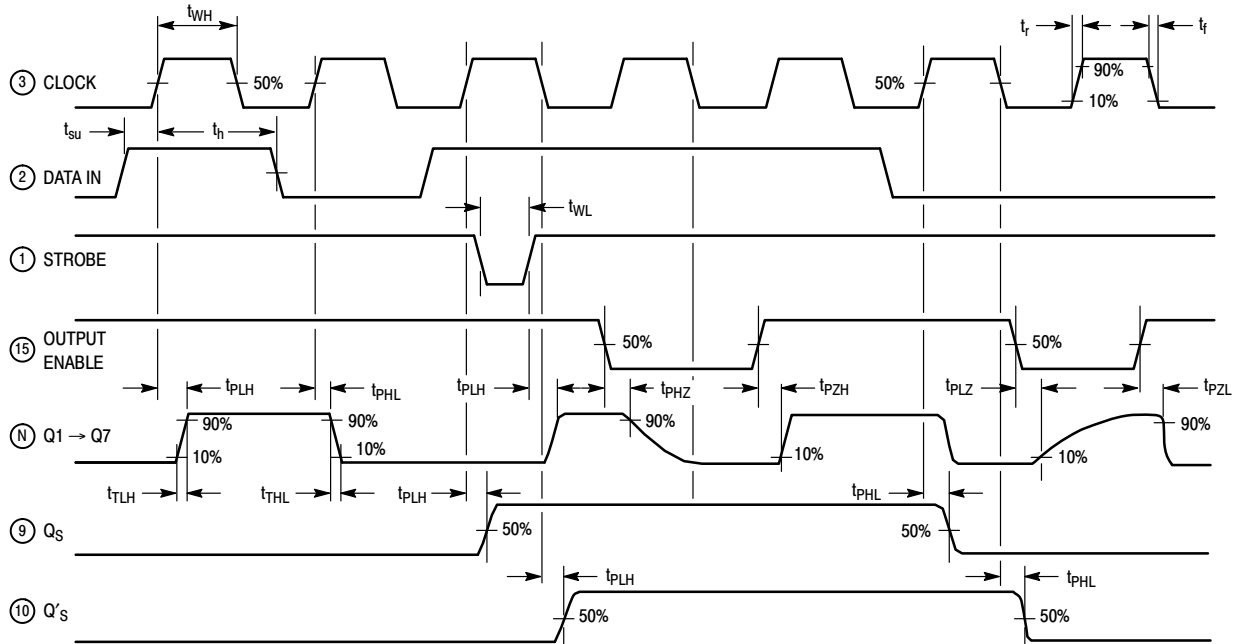 tWH
tr
tf
3 CLOCK
50%
50%
90%
10%
tsu
th
2 DATA IN
tWL
1 STROBE
15 OUTPUT
ENABLE
50%
50%
tPLH
tPHL
tPLH
tPHZ
tPZH
tPLZ
tPZL
N Q1 → Q7
90%
90%
90%
90%
10%
10%
10%
10%
tTLH
tTHL
tPLH
tPHL
9 QS
50%
50%
tPLH
tPHL
10 Q′S
50%
50%